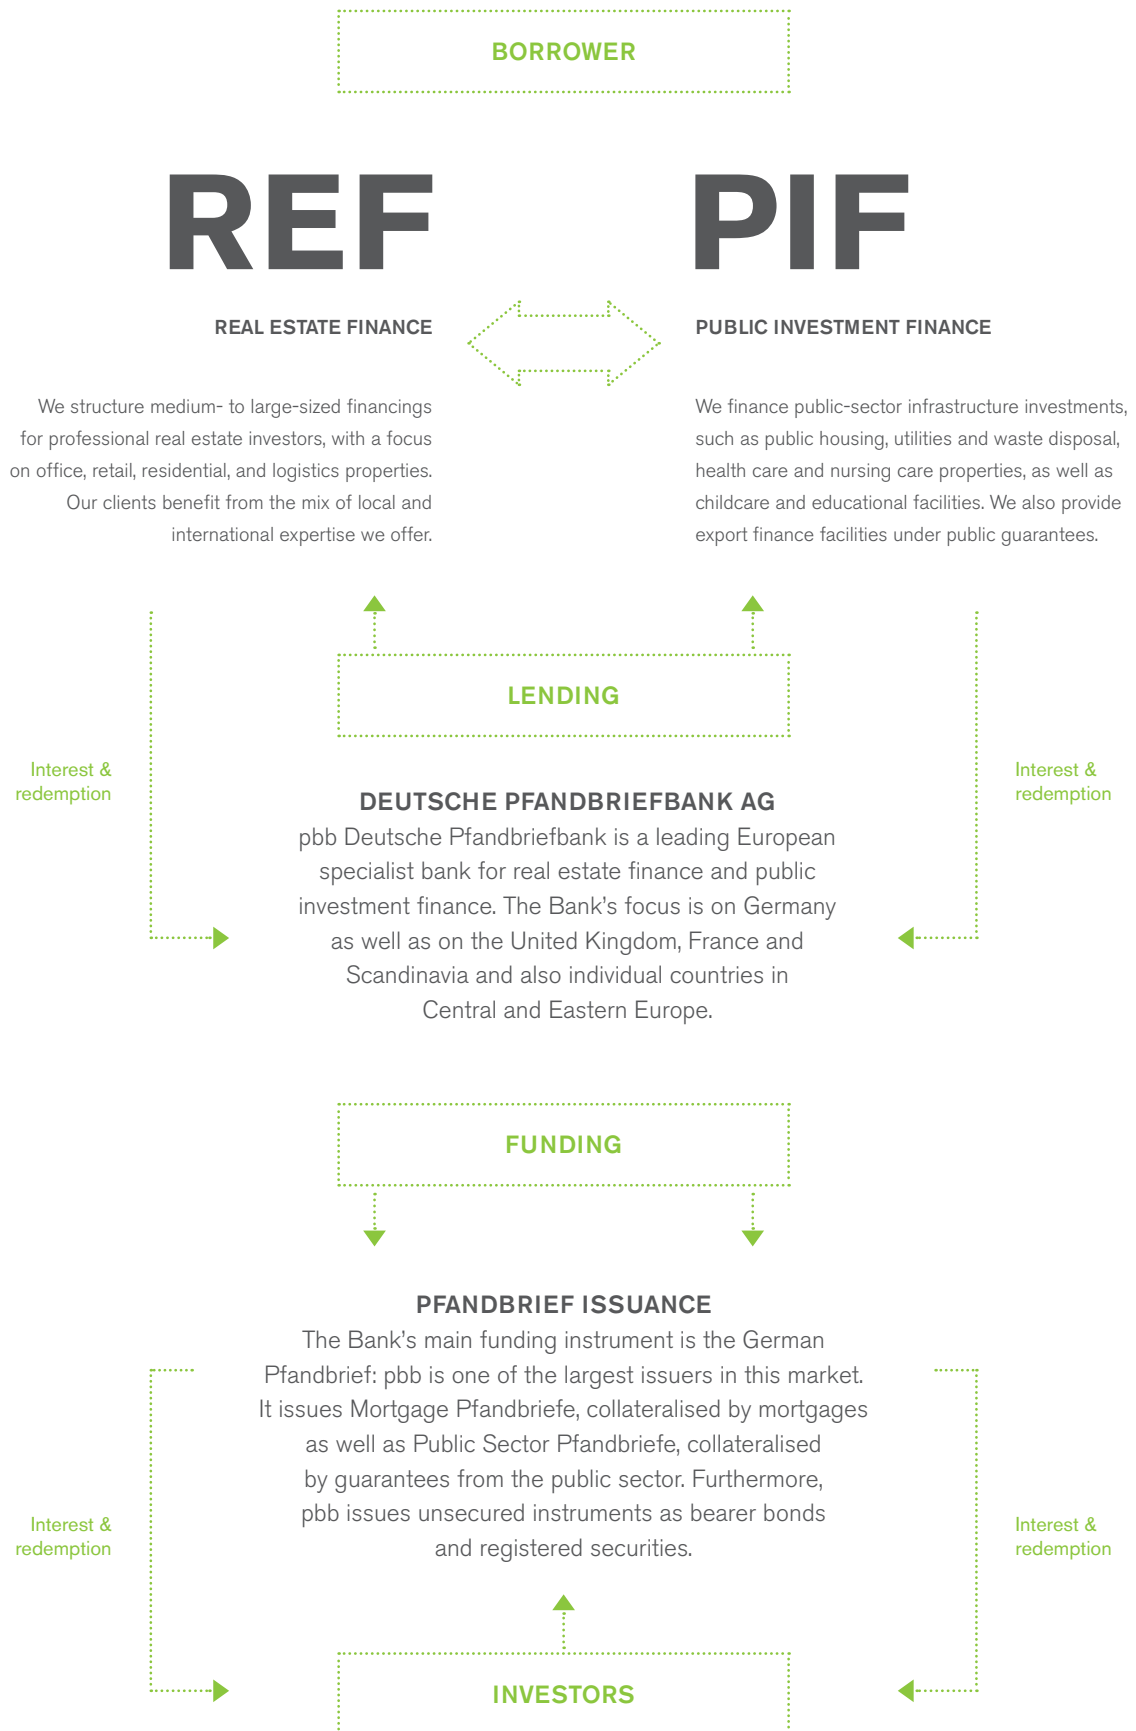 BORROWER
REF
REAL ESTATE FINANCE
We structure medium- to large-sized financings
for professional real estate investors, with a focus
on office, retail, residential, and logistics properties.
Our clients benefit from the mix of local and
international expertise we offer.
PIF
PUBLIC INVESTMENT FINANCE
We finance public-sector infrastructure investments,
such as public housing, utilities and waste disposal,
health care and nursing care properties, as well as
childcare and educational facilities. We also provide
export finance facilities under public guarantees.
LENDING
Interest &
redemption
Interest &
redemption
DEUTSCHE PFANDBRIEFBANK AG
pbb Deutsche Pfandbriefbank is a leading European
specialist bank for real estate finance and public
investment finance. The Bank’s focus is on Germany
as well as on the United Kingdom, France and
Scandinavia and also individual countries in
Central and Eastern Europe.
FUNDING
PFANDBRIEF ISSUANCE
The Bank’s main funding instrument is the German
Pfandbrief: pbb is one of the largest issuers in this market.
It issues Mortgage Pfandbriefe, collateralised by mortgages
as well as Public Sector Pfandbriefe, collateralised
by guarantees from the public sector. Furthermore,
pbb issues unsecured instruments as bearer bonds
and registered securities.
Interest &
redemption
Interest &
redemption
INVESTORS